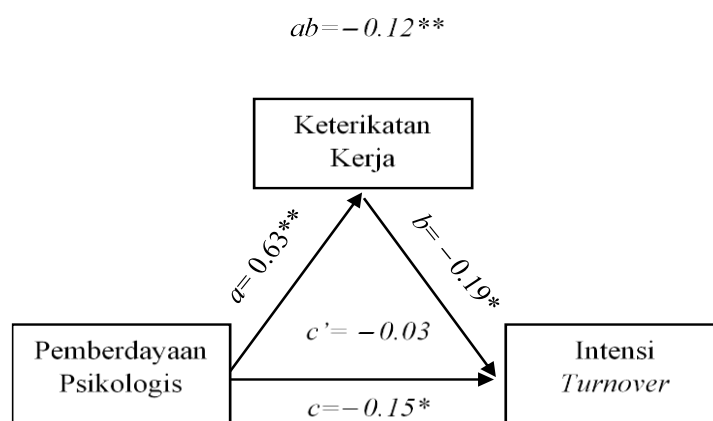 ab=−0.12**
Keterikatan
Kerja
a= 0.63**
b= −0.19*
Pemberdayaan
Psikologis
c'= −0.03
Intensi
Turnover
c=−0.15*